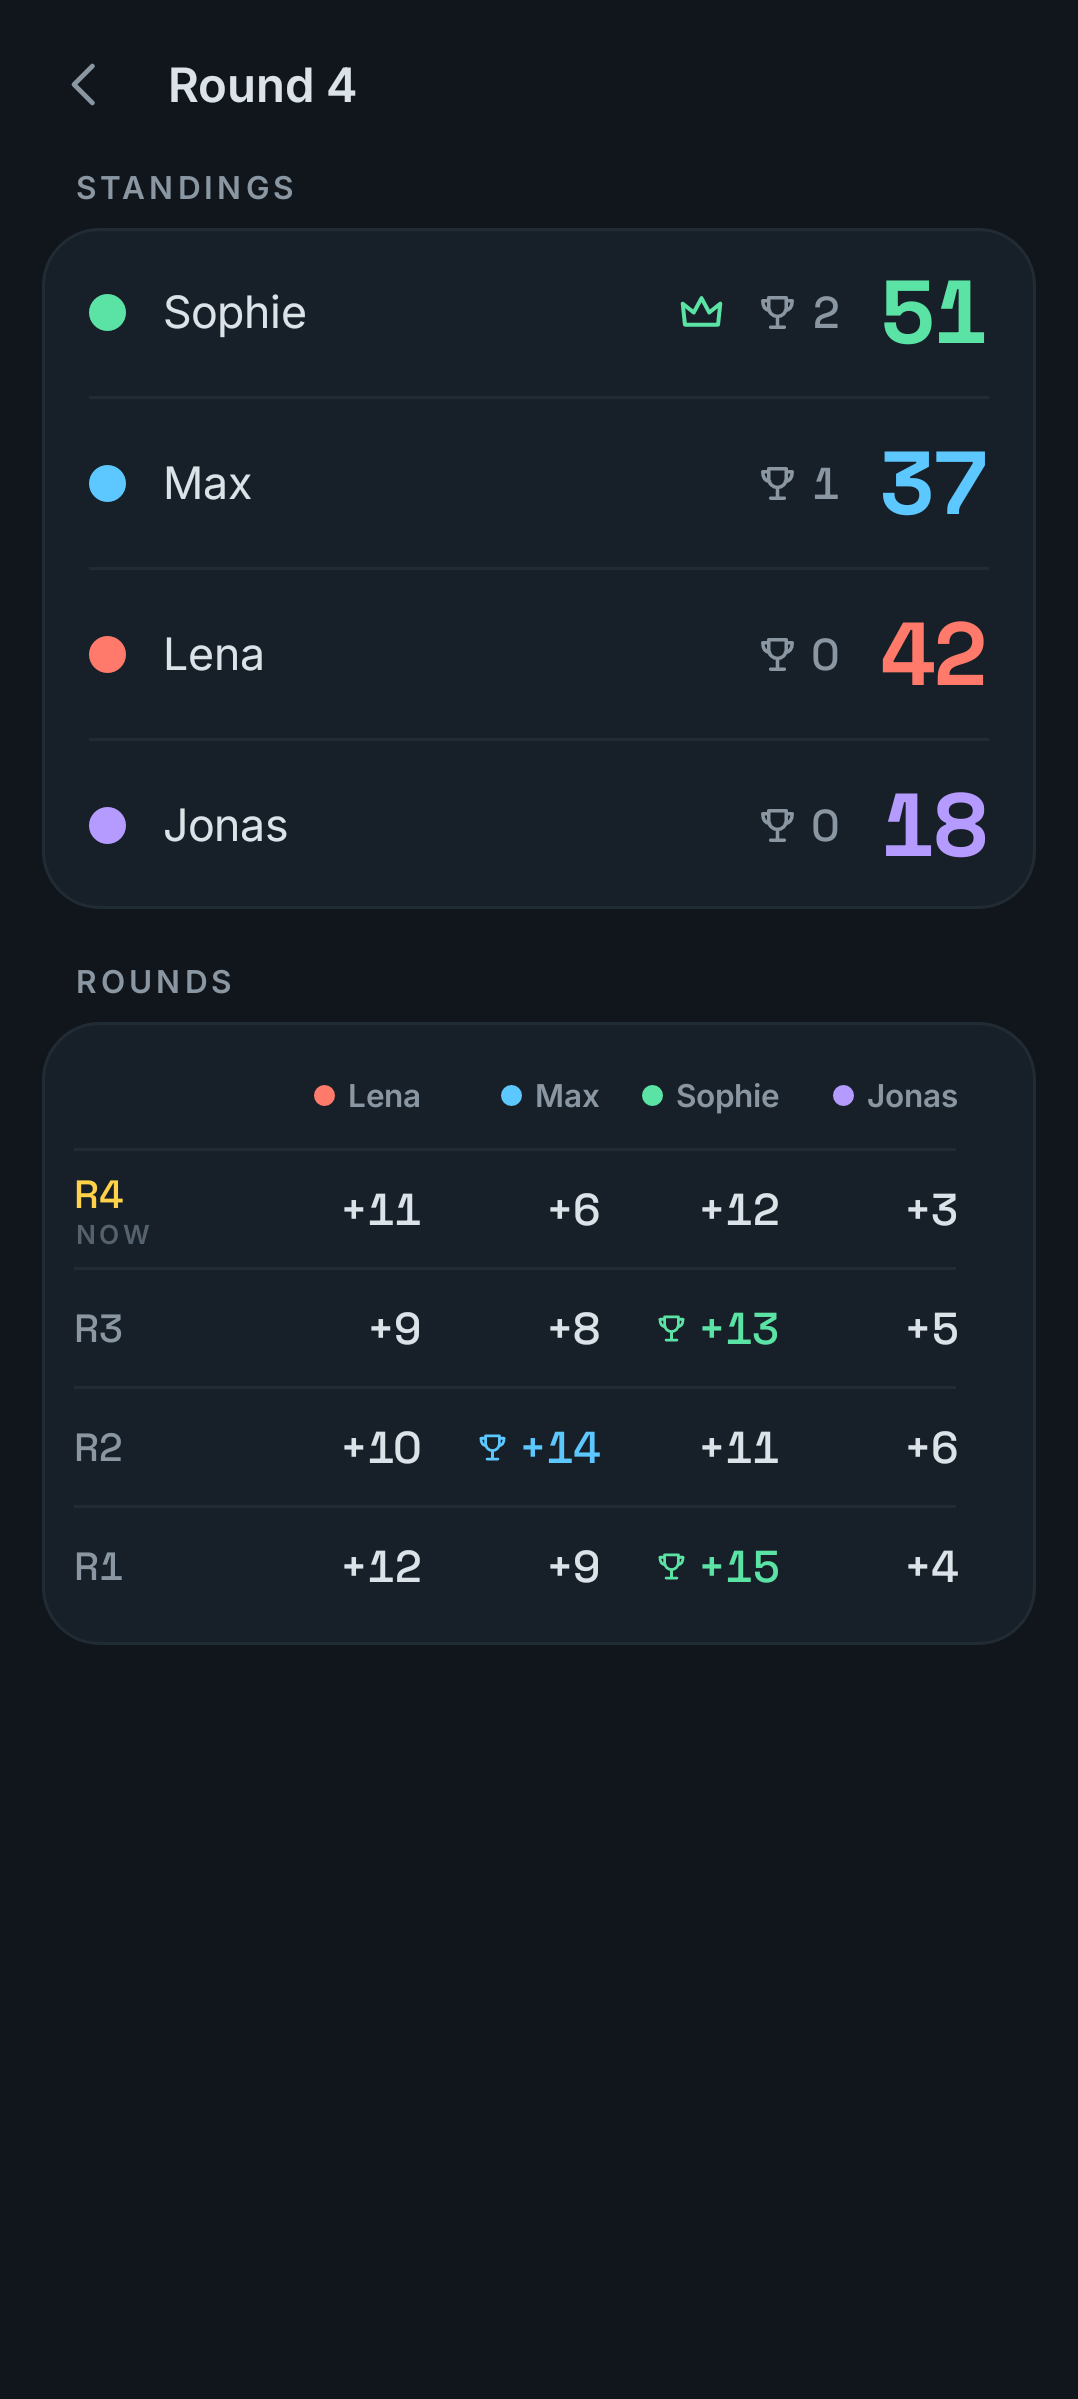 Round 4
STANDINGS
Sophie 2 51
Max 1 37
Lena 0 42
Jonas 0 18
ROUNDS
Lena Max Sophie Jonas
R4 +11 +6 +12 +3
NOW
R3 +9 +8 +13 +5
R2 +10 +14 +11 +6
R1 +12 +9 +15 +4